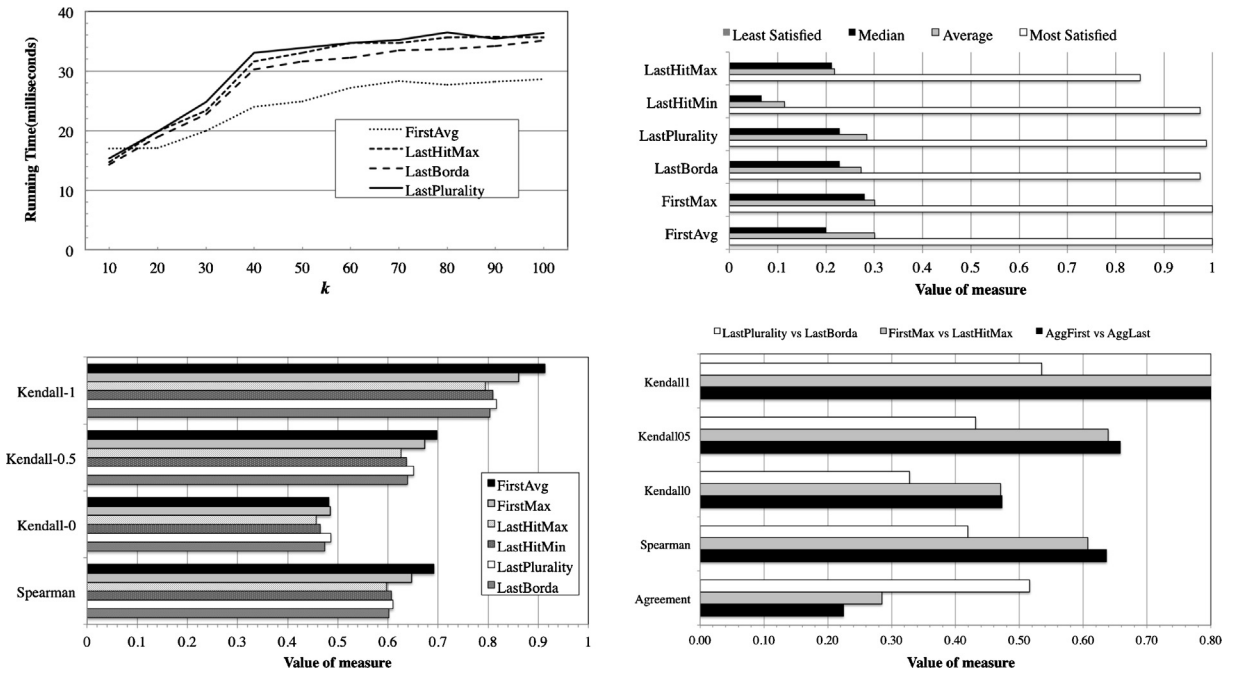 40
30
20
10
0
Running Time(milliseconds)
FirstAvg
LastHitMax
LastBorda
LastPlurality
10 20 30 40 50 60 70 80 90 100
k
Least Satisfied Median Average Most Satisfied
LastHitMax
LastHitMin
LastPlurality
LastBorda
FirstMax
FirstAvg
0 0.1 0.2 0.3 0.4 0.5 0.6 0.7 0.8 0.9 1
Value of measure
Kendall-1
Kendall-0.5
Kendall-0
Spearman
FirstAvg
FirstMax
LastHitMax
LastHitMin
LastPlurality
LastBorda
0 0.1 0.2 0.3 0.4 0.5 0.6 0.7 0.8 0.9 1
Value of measure
LastPlurality vs LastBorda FirstMax vs LastHitMax AggFirst vs AggLast
Kendall1
Kendall05
Kendall0
Spearman
Agreement
0.00 0.10 0.20 0.30 0.40 0.50 0.60 0.70 0.80
Value of measure